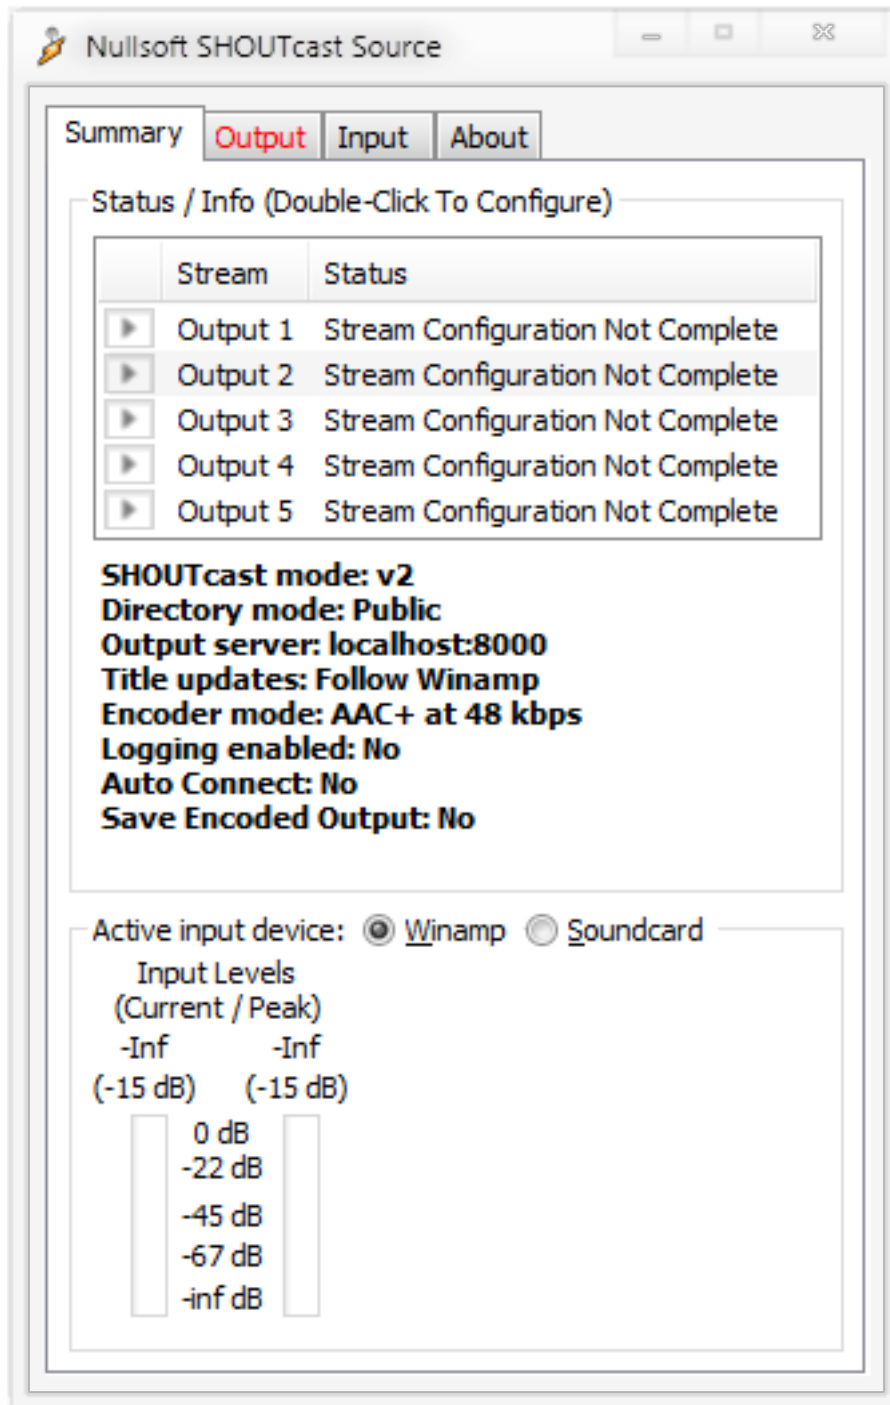 Nullsoft SHOUTcast Source
Summary Output Input About
Status / Info (Double-Click To Configure)
Stream Status
Output 1 Stream Configuration Not Complete
Output 2 Stream Configuration Not Complete
Output 3 Stream Configuration Not Complete
Output 4 Stream Configuration Not Complete
Output 5 Stream Configuration Not Complete
SHOUTcast mode: v2
Directory mode: Public
Output server: localhost:8000
Title updates: Follow Winamp
Encoder mode: AAC+ at 48 kbps
Logging enabled: No
Auto Connect: No
Save Encoded Output: No
Active input device: Winamp Soundcard
Input Levels
(Current / Peak)
-Inf -Inf
(-15 dB) (-15 dB)
0 dB
-22 dB
-45 dB
-67 dB
-inf dB